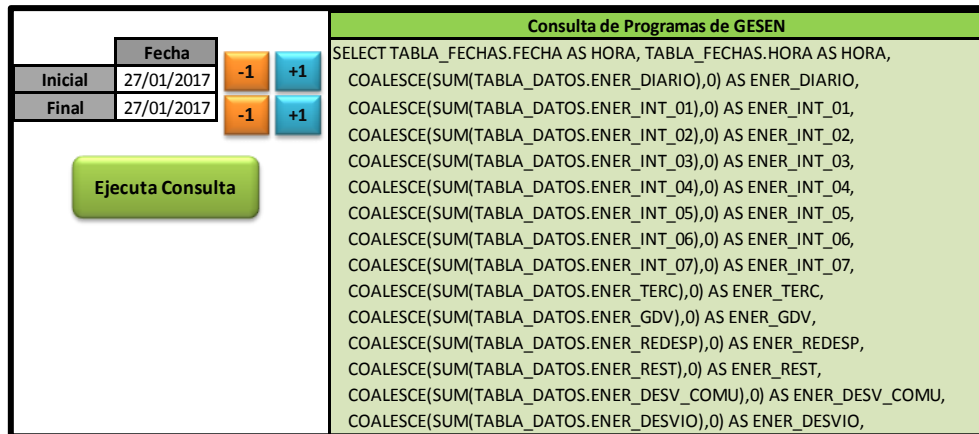 Fecha
Inicial 27/01/2017 -1 +1
Final 27/01/2017 -1 +1
Ejecuta Consulta
Consulta de Programas de GESEN
SELECT TABLA_FECHAS.FECHA AS HORA, TABLA_FECHAS.HORA AS HORA,
COALESCE(SUM(TABLA_DATOS.ENER_DIARIO),0) AS ENER_DIARIO,
COALESCE(SUM(TABLA_DATOS.ENER_INT_01),0) AS ENER_INT_01,
COALESCE(SUM(TABLA_DATOS.ENER_INT_02),0) AS ENER_INT_02,
COALESCE(SUM(TABLA_DATOS.ENER_INT_03),0) AS ENER_INT_03,
COALESCE(SUM(TABLA_DATOS.ENER_INT_04),0) AS ENER_INT_04,
COALESCE(SUM(TABLA_DATOS.ENER_INT_05),0) AS ENER_INT_05,
COALESCE(SUM(TABLA_DATOS.ENER_INT_06),0) AS ENER_INT_06,
COALESCE(SUM(TABLA_DATOS.ENER_INT_07),0) AS ENER_INT_07,
COALESCE(SUM(TABLA_DATOS.ENER_TERC),0) AS ENER_TERC,
COALESCE(SUM(TABLA_DATOS.ENER_GDV),0) AS ENER_GDV,
COALESCE(SUM(TABLA_DATOS.ENER_REDESP),0) AS ENER_REDESP,
COALESCE(SUM(TABLA_DATOS.ENER_REST),0) AS ENER_REST,
COALESCE(SUM(TABLA_DATOS.ENER_DESV_COMU),0) AS ENER_DESV_COMU,
COALESCE(SUM(TABLA_DATOS.ENER_DESVIO),0) AS ENER_DESVIO,